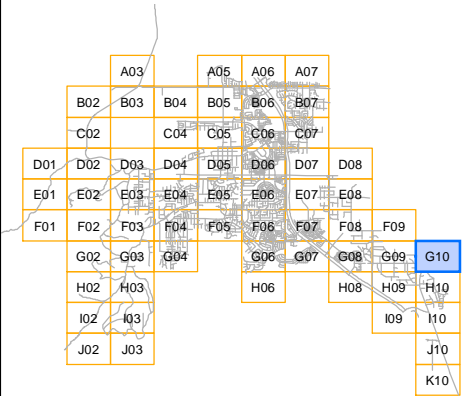 A03 A05 A06 A07
B02 B03 B04 B05 B06 B07
C02 C04 C05 C06 C07
D01 D02 D03 D04 D05 D06 D07 D08
E01 E02 E03 E04 E05 E06 E07 E08
F01 F02 F03 F04 F05 F06 F07 F08 F09
G02 G03 G04 G06 G07 G08 G09 G10
H02 H03 H06 H08 H09 H10
I02 I03 I09 I10
J02 J03 J10
K10